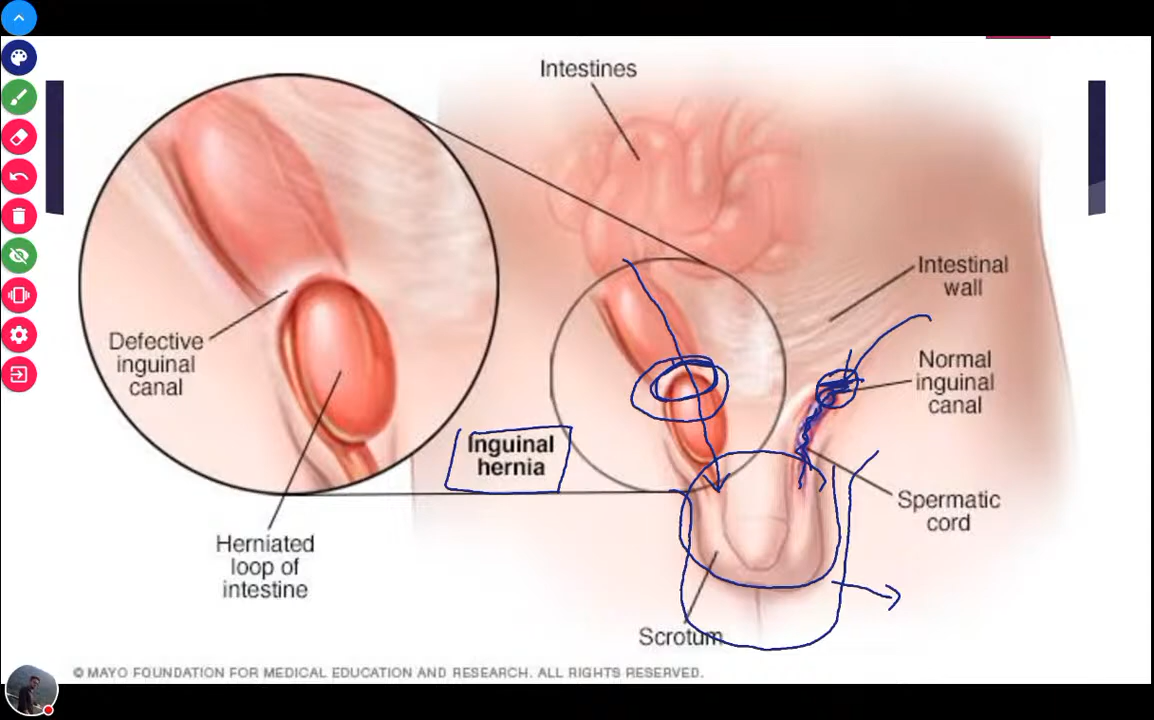 Intestines
Intestinal
wall
Defective
inguinal
canal
Normal
inguinal
canal
Inguinal
hernia
Spermatic
cord
Herniated
loop of
intestine
Scrotum
© MAYO FOUNDATION FOR MEDICAL EDUCATION AND RESEARCH. ALL RIGHTS RESERVED.